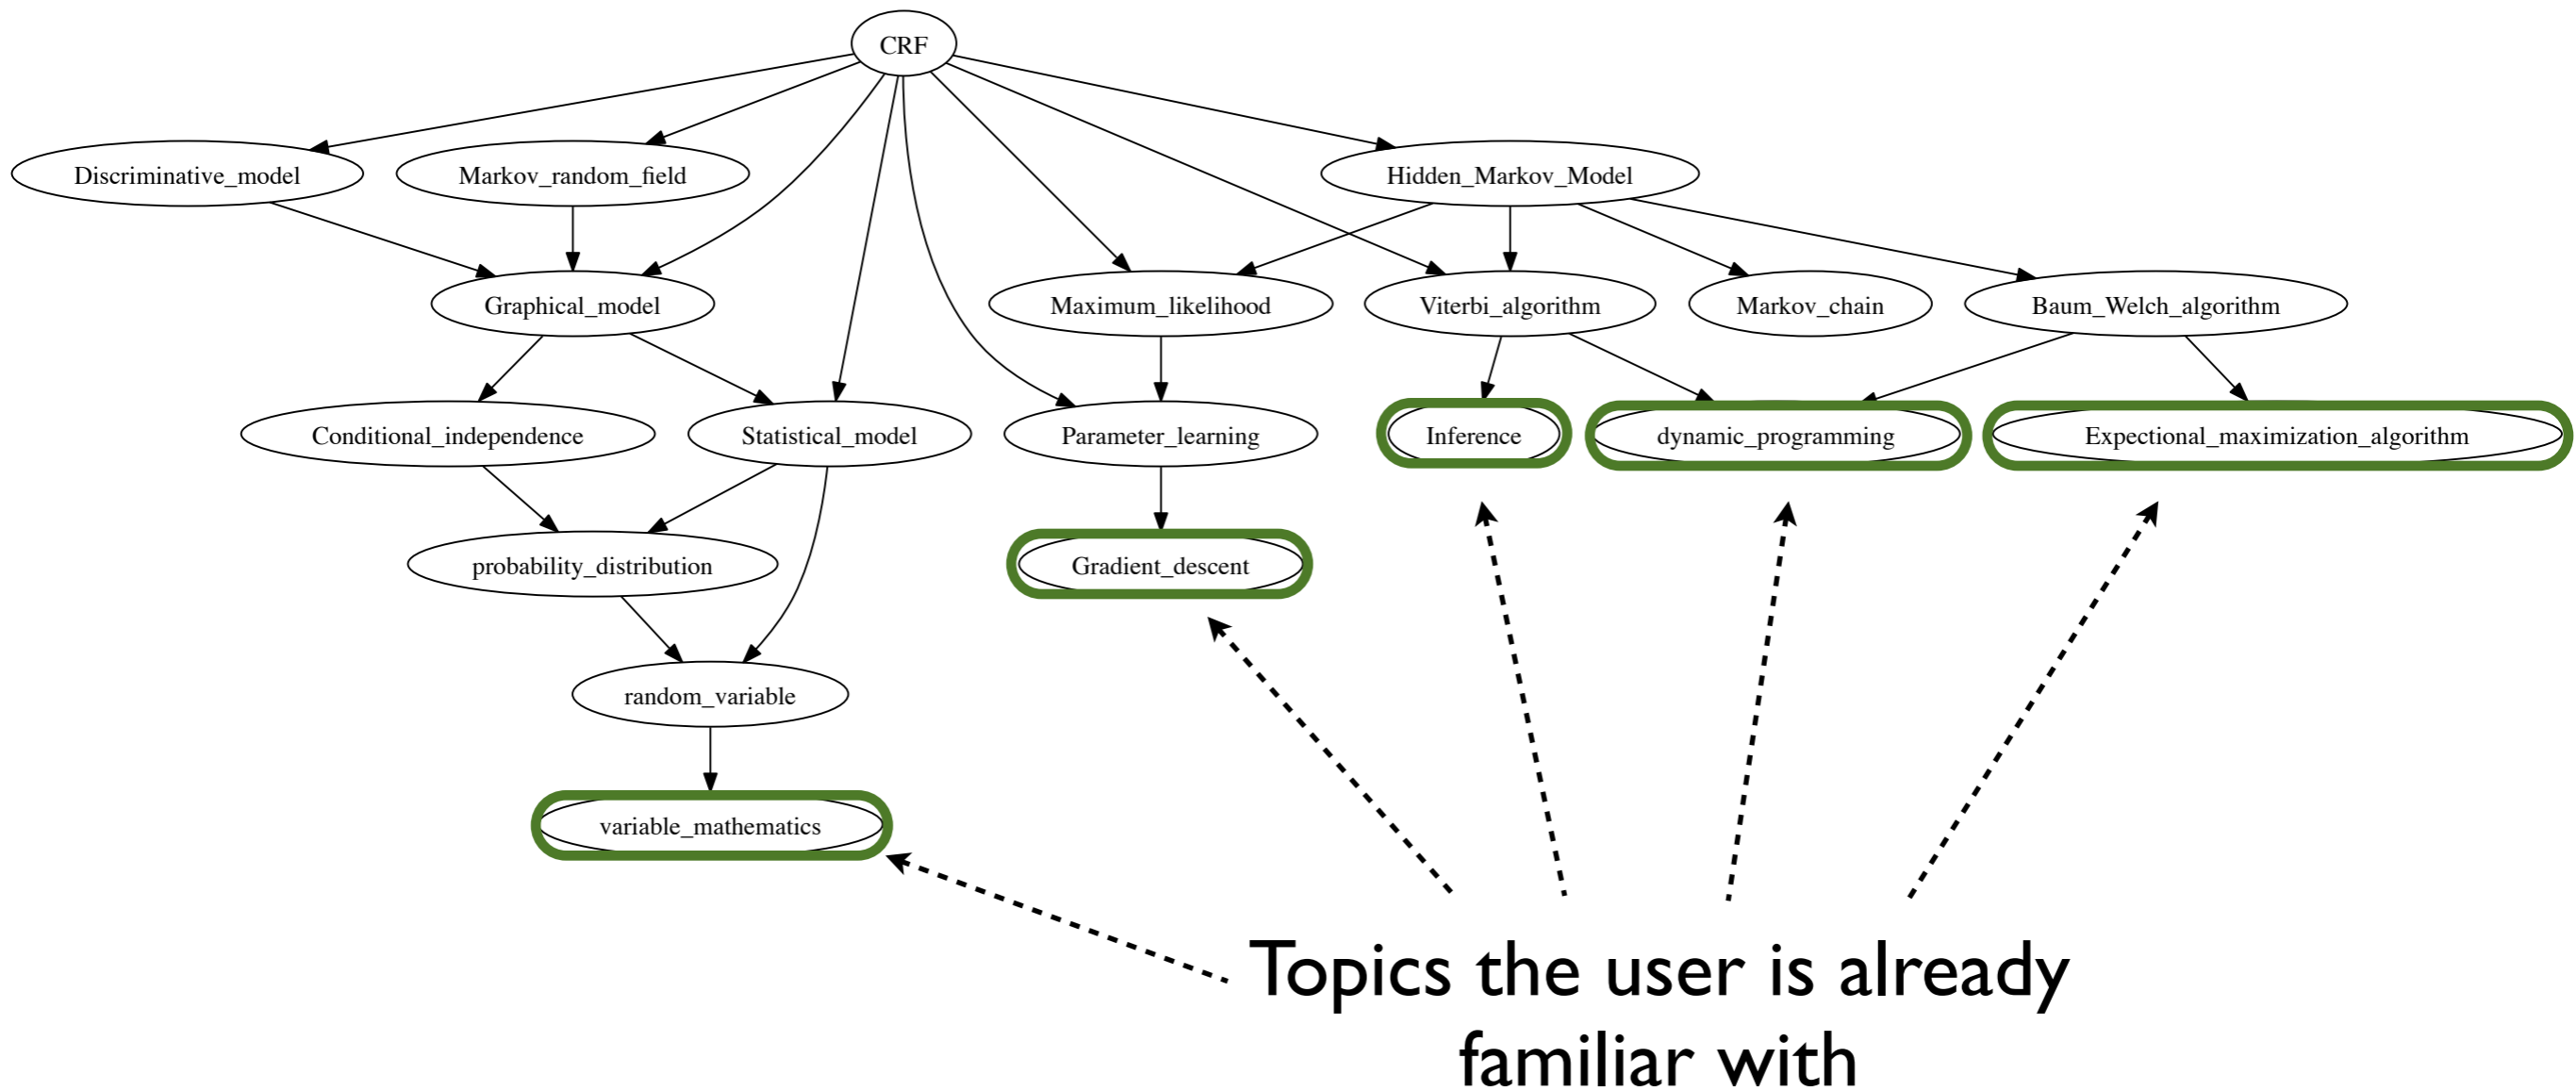 CRF
Discriminative_model
Markov_random_field
Hidden_Markov_Model
Graphical_model
Maximum_likelihood
Viterbi_algorithm
Markov_chain
Baum_Welch_algorithm
Conditional_independence
Statistical_model
Parameter_learning
Inference
dynamic_programming
Expectional_maximization_algorithm
probability_distribution
Gradient_descent
random_variable
variable_mathematics
Topics the user is already
familiar with